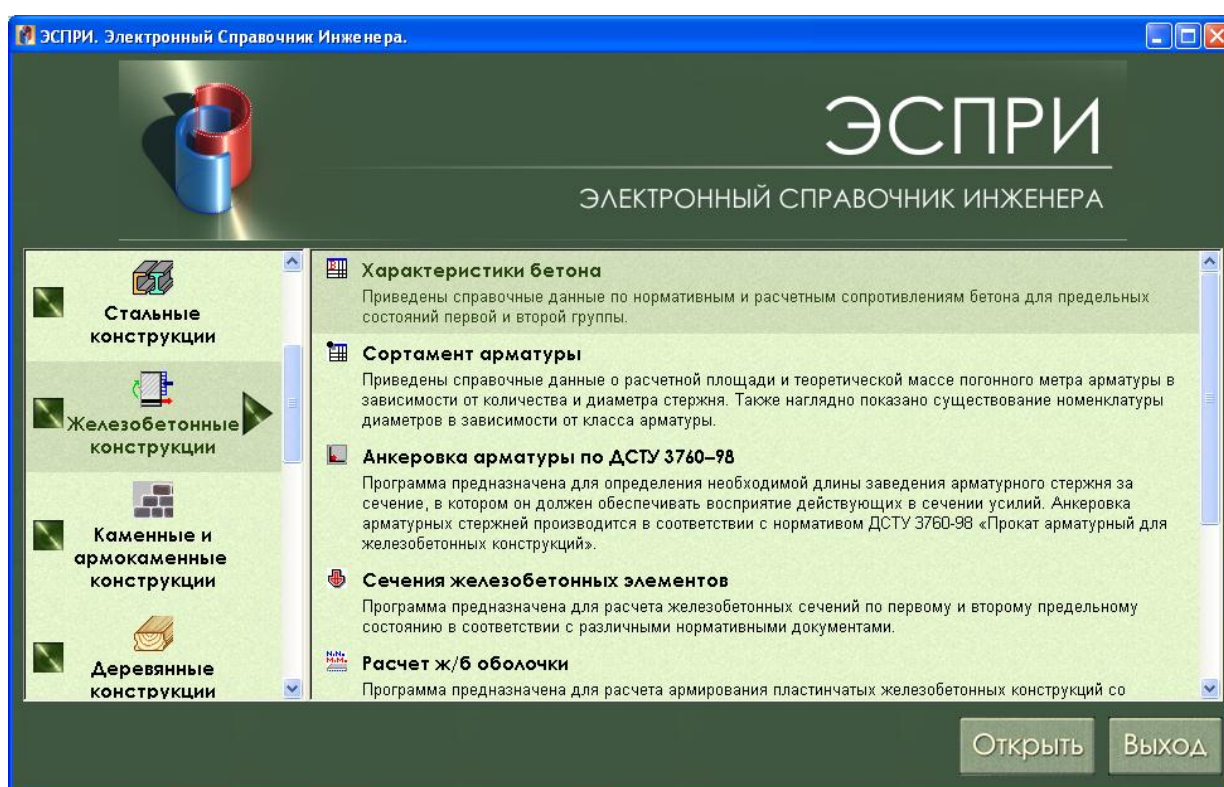 ЭСПРИ. Электронный Справочник Инженера.
ЭСПРИ
ЭЛЕКТРОННЫЙ СПРАВОЧНИК ИНЖЕНЕРА
Стальные
конструкции
Железобетонные
конструкции
Каменные и
армокаменные
конструкции
Деревянные
конструкции
Характеристики бетона
Приведены справочные данные по нормативным и расчетным сопротивлениям бетона для предельных
состояний первой и второй группы.
Сортамент арматуры
Приведены справочные данные о расчетной площади и теоретической массе погонного метра арматуры в
зависимости от количества и диаметра стержня. Также наглядно показано существование номенклатуры
диаметров в зависимости от класса арматуры.
Анкеровка арматуры по ДСТУ 3760–98
Программа предназначена для определения необходимой длины заведения арматурного стержня за
сечение, в котором он должен обеспечивать восприятие действующих в сечении усилий. Анкеровка
арматурных стержней производится в соответствии с нормативом ДСТУ 3760-98 «Прокат арматурный для
железобетонных конструкций».
Сечения железобетонных элементов
Программа предназначена для расчета железобетонных сечений по первому и второму предельному
состоянию в соответствии с различными нормативными документами.
Расчет ж/б оболочки
Программа предназначена для расчета армирования пластинчатых железобетонных конструкций со
Открыть
Выход